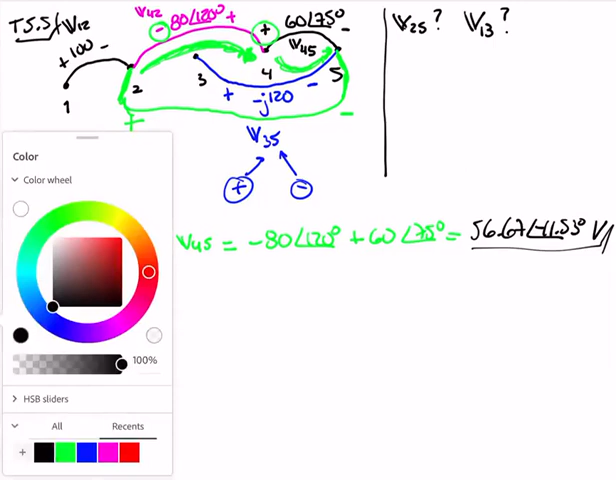 T5.5 / V12
V42
80∠120° +
-
+
60∠75°
-
V25? V13?
+ 100 -
V45
1
2
3
4
5
+ -j120 -
+
-
V35
+
-
Color
Color wheel
V45 = -80∠120° + 60∠75° = 56.67∠-41.53° V
100%
HSB sliders
All Recents
+